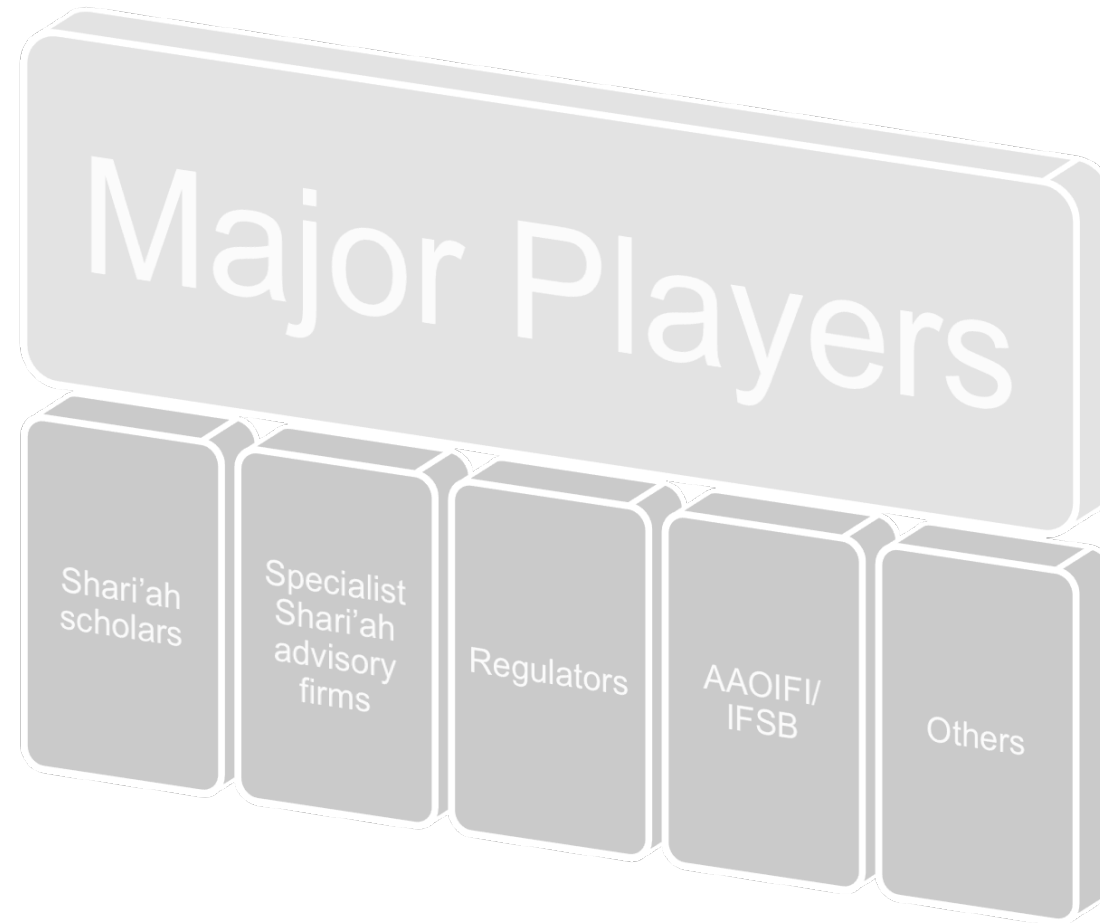 Major Players
Shari’ah
scholars
Specialist
Shari’ah
advisory
firms
Regulators
AAOIFI/
IFSB
Others